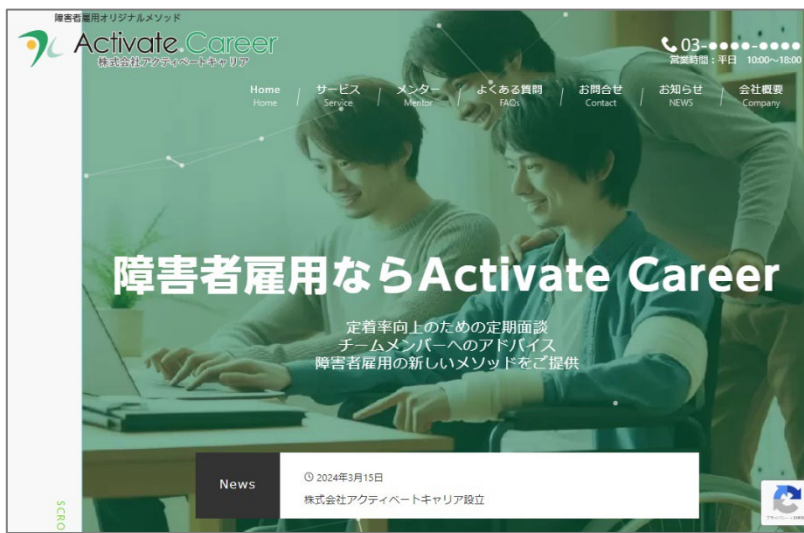 障害者雇用オリジナルメソッド
Activate Career
株式会社アクティベートキャリア
03-●●●●-●●●●
営業時間：平日 10:00～18:00
Home サービス メンター よくある質問 お問合せ お知らせ 会社概要
Home Service Mentor FAQs Contact NEWS Company
障害者雇用ならActivate Career
定着率向上のための定期面談
チームメンバーへのアドバイス
障害者雇用の新しいメソッドをご提供
News
2024年3月15日
株式会社アクティベートキャリア設立
SCRO